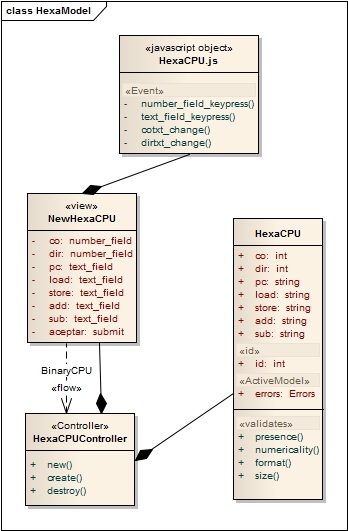 class HexaModel
«javascript object»
HexaCPU.js
«Event»
- number_field_keypress()
- text_field_keypress()
- cotxt_change()
- dirtxt_change()
«view»
NewHexaCPU
- co: number_field
- dir: number_field
- pc: text_field
- load: text_field
- store: text_field
- add: text_field
- sub: text_field
- aceptar: submit
HexaCPU
+ co: int
+ dir: int
+ pc: string
+ load: string
+ store: string
+ add: string
+ sub: string
«id»
+ id: int
«ActiveModel»
+ errors: Errors
«validates»
+ presence()
+ numericality()
+ format()
+ size()
BinaryCPU
«flow»
«Controller»
HexaCPUController
+ new()
+ create()
+ destroy()